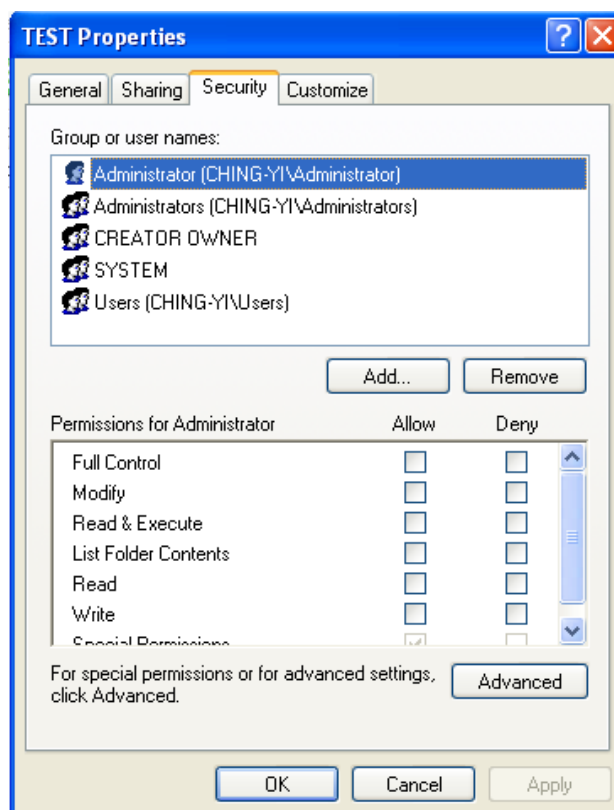 TEST Properties
General Sharing Security Customize
Group or user names:
Administrator (CHING-YI\Administrator)
Administrators (CHING-YI\Administrators)
CREATOR OWNER
SYSTEM
Users (CHING-YI\Users)
Add... Remove
Permissions for Administrator Allow Deny
Full Control
Modify
Read & Execute
List Folder Contents
Read
Write
Special Permissions
For special permissions or for advanced settings,
click Advanced.
Advanced
OK Cancel Apply